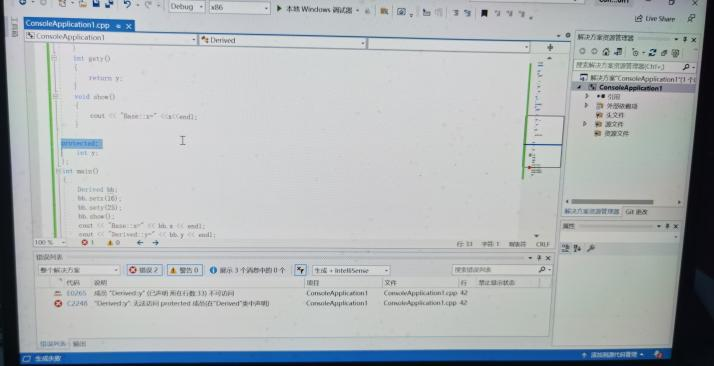 Debug
x86
本地 Windows 调试器
Live Share
ConsoleApplication1.cpp
ConsoleApplication1
Derived
int gety()
{
return y;
}
void show()
{
cout << "Base::x=" <<x<<endl;
}
protected:
int y;
};
int main()
{
Derived bb;
bb.setx(16);
bb.sety(25);
bb.show();
cout << "Base::x=" << bb.x << endl;
cout << "Derived::y=" << bb.y << endl;
100 %
1
0
行: 33
字符: 1
制表符
CRLF
解决方案资源管理器
搜索解决方案资源管理器(Ctrl+;)
解决方案"ConsoleApplication1"(1 个
ConsoleApplication1
引用
外部依赖项
头文件
源文件
资源文件
解决方案资源管理器
Git 更改
属性
错误列表
整个解决方案
错误 2
警告 0
展示 3 个消息中的 0 个
生成 + IntelliSense
搜索错误列表
代码
说明
项目
文件
行
禁止显示状态
E0265
成员 "Derived::y" (已声明 所在行数:33) 不可访问
ConsoleApplication1
ConsoleApplication1.cpp
42
C2248
"Derived::y": 无法访问 protected 成员(在"Derived"类中声明)
ConsoleApplication1
ConsoleApplication1.cpp
42
错误列表
输出
生成失败
添加到源代码管理